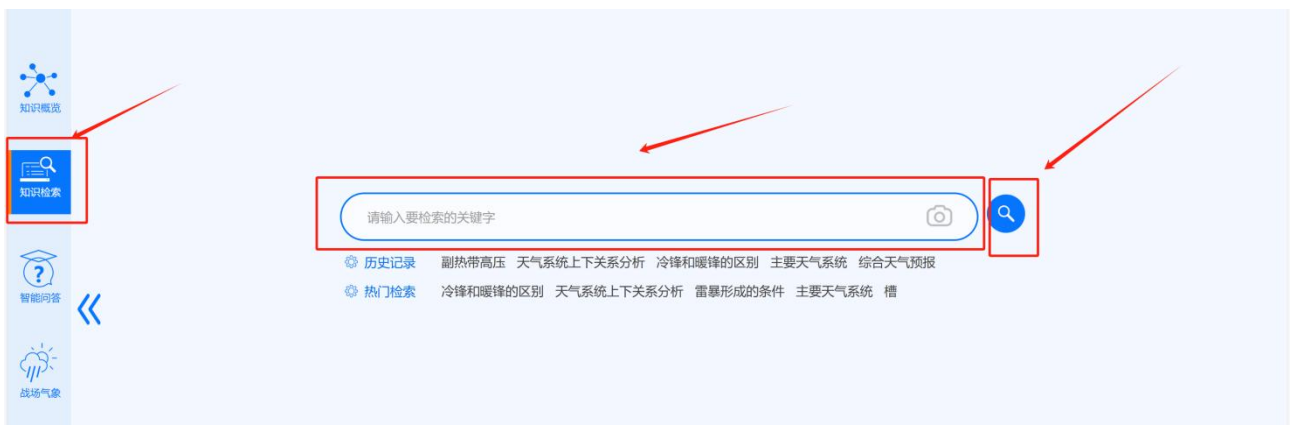 知识概览
知识检索
智能问答
战场气象
请输入要检索的关键字
历史记录 副热带高压 天气系统上下关系分析 冷锋和暖锋的区别 主要天气系统 综合天气预报
热门检索 冷锋和暖锋的区别 天气系统上下关系分析 雷暴形成的条件 主要天气系统 槽